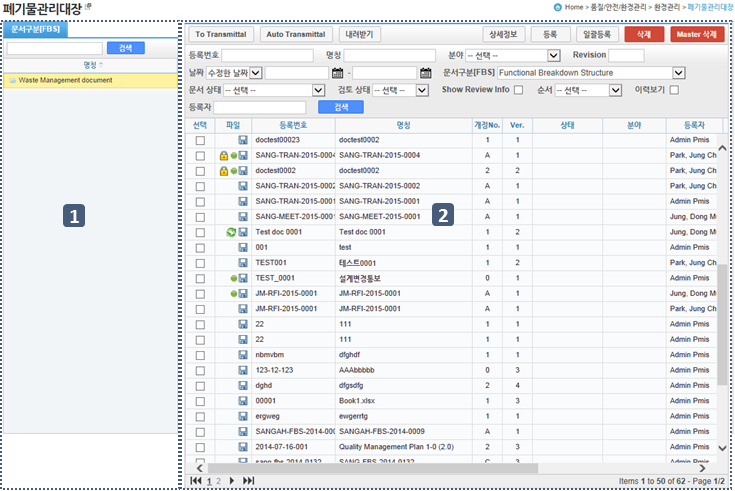 폐기물관리대장
Home > 품질/안전/환경관리 > 환경관리 > 폐기물관리대장
문서구분[FBS]
검색
명칭
Waste Management document
1
To Transmittal Auto Transmittal 내려받기 상세정보 등록 일괄등록 삭제 Master 삭제
등록번호 명칭 분야 -- 선택 -- Revision
날짜 수정한 날짜 - 문서구분[FBS] Functional Breakdown Structure
문서 상태 -- 선택 -- 검토 상태 -- 선택 -- Show Review Info 순서 -- 선택 -- 이력보기
등록자 검색
선택 파일 등록번호 명칭 개정No. Ver. 상태 분야 등록자
doctest00023 doctest0002 1 1 Admin Pmis
SANG-TRAN-2015-0004 SANG-TRAN-2015-0004 A 1 Park, Jung Ch
doctest0002 doctest0002 2 2 Park, Jung Ch
SANG-TRAN-2015-0002 SANG-TRAN-2015-0002 A 1 Park, Jung Ch
SANG-TRAN-2015-0001 SANG-TRAN-2015-0001 A 1 Admin Pmis
SANG-MEET-2015-0001 SANG-MEET-2015-0001 A 1 Jung, Dong Mu
2
Test doc 0001 Test doc 0001 1 2 Jung, Dong Mu
001 test 1 1 Admin Pmis
TEST001 테스트0001 1 2 Park, Jung Ch
TEST_0001 설계변경통보 0 1 Admin Pmis
JM-RFI-2015-0001 JM-RFI-2015-0001 A 1 Jung, Dong Mu
JM-RFI-2015-0001 JM-RFI-2015-0001 A 1 Park, Jung Ch
22 111 1 1 Admin Pmis
22 111 1 1 Admin Pmis
nbmvbm dfghdf 1 1 Admin Pmis
123-12-123 AAAbbbbb 0 3 Admin Pmis
dghd dfgsdfg 2 4 Admin Pmis
00001 Book1.xlsx 1 3 Admin Pmis
ergweg ewgerrtg 1 1 Admin Pmis
SANGAH-FBS-2014-000 SANGAH-FBS-2014-0009 A 1 Admin Pmis
2014-07-16-001 Quality Management Plan 1-0 (2.0) 2 3 Admin Pmis
sang-fbs-2014-0132 SANG-FBS-2014-0132 C 3 Admin Pmis
1 2 Items 1 to 50 of 62 - Page 1/2